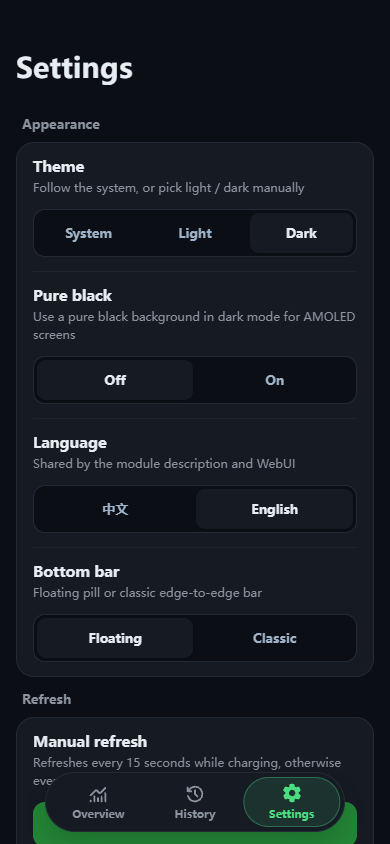 Settings
Appearance
Theme
Follow the system, or pick light / dark manually
System Light Dark
Pure black
Use a pure black background in dark mode for AMOLED
screens
Off On
Language
Shared by the module description and WebUI
中文 English
Bottom bar
Floating pill or classic edge-to-edge bar
Floating Classic
Refresh
Manual refresh
Refreshes every 15 seconds while charging, otherwise
Overview History Settings